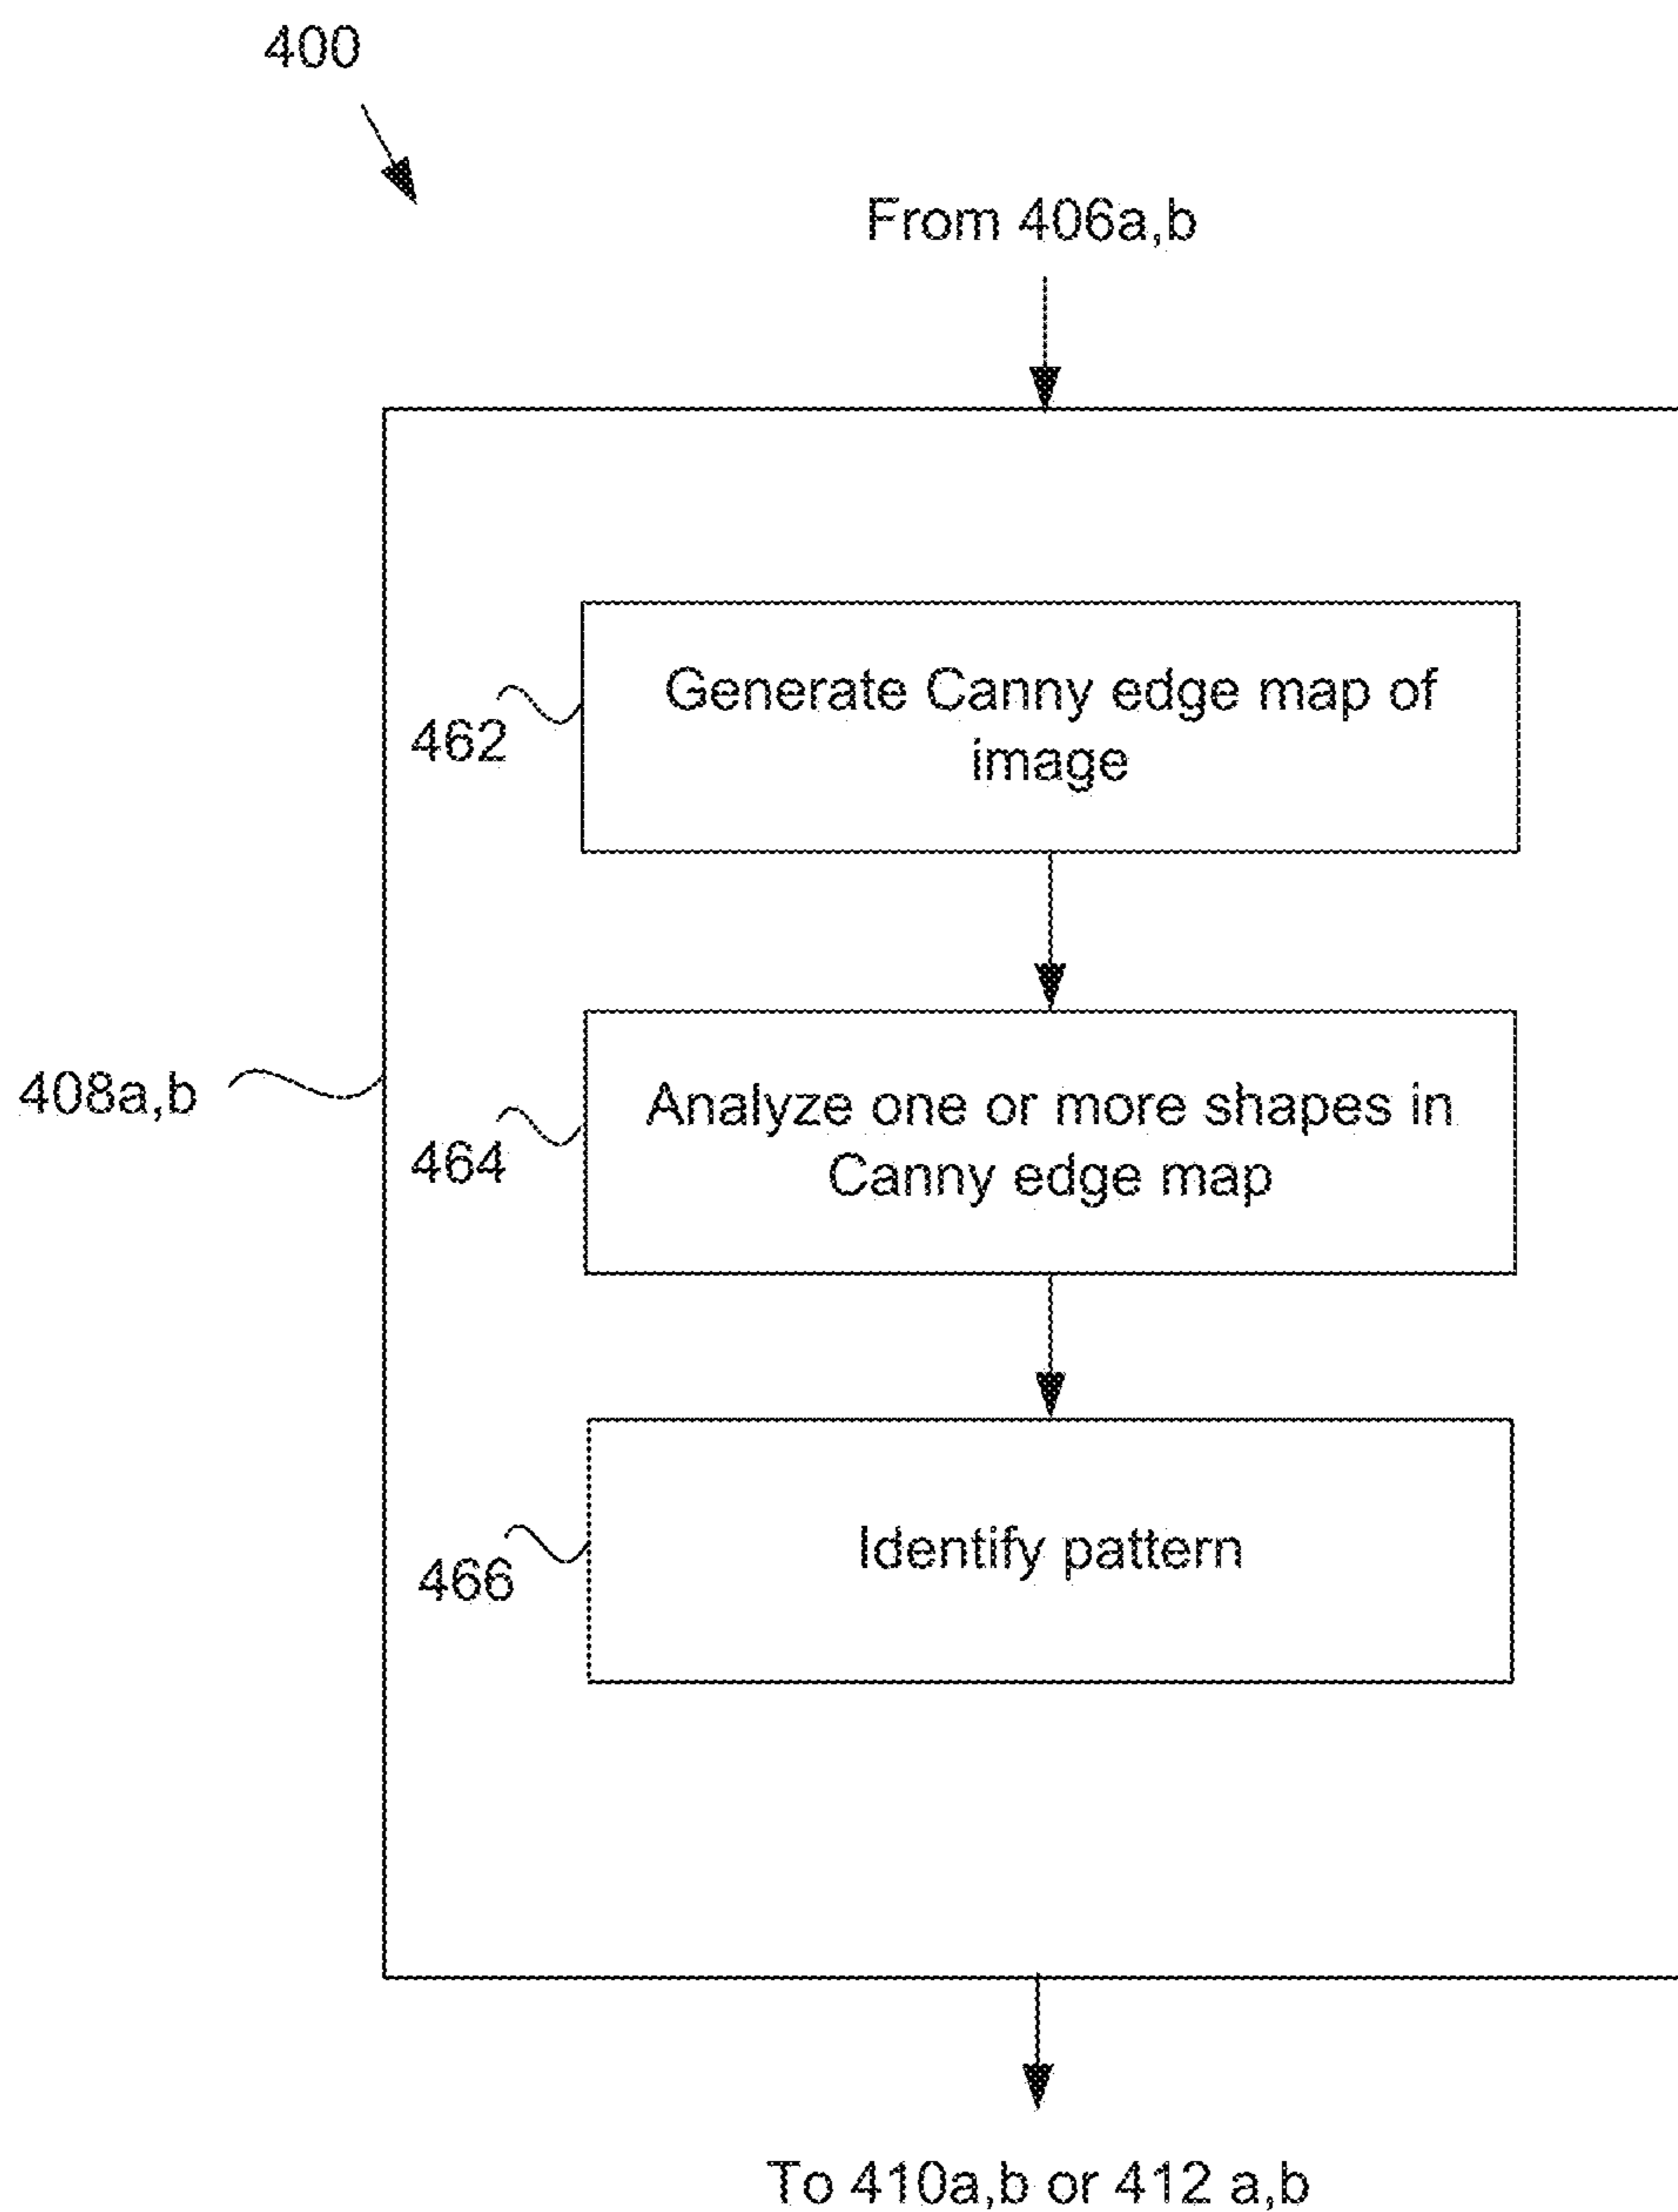 400
From 406a,b
Generate Canny edge map of
image
462
Analyze one or more shapes in
Canny edge map
408a,b
464
Identify pattern
466
To 410a,b or 412 a,b